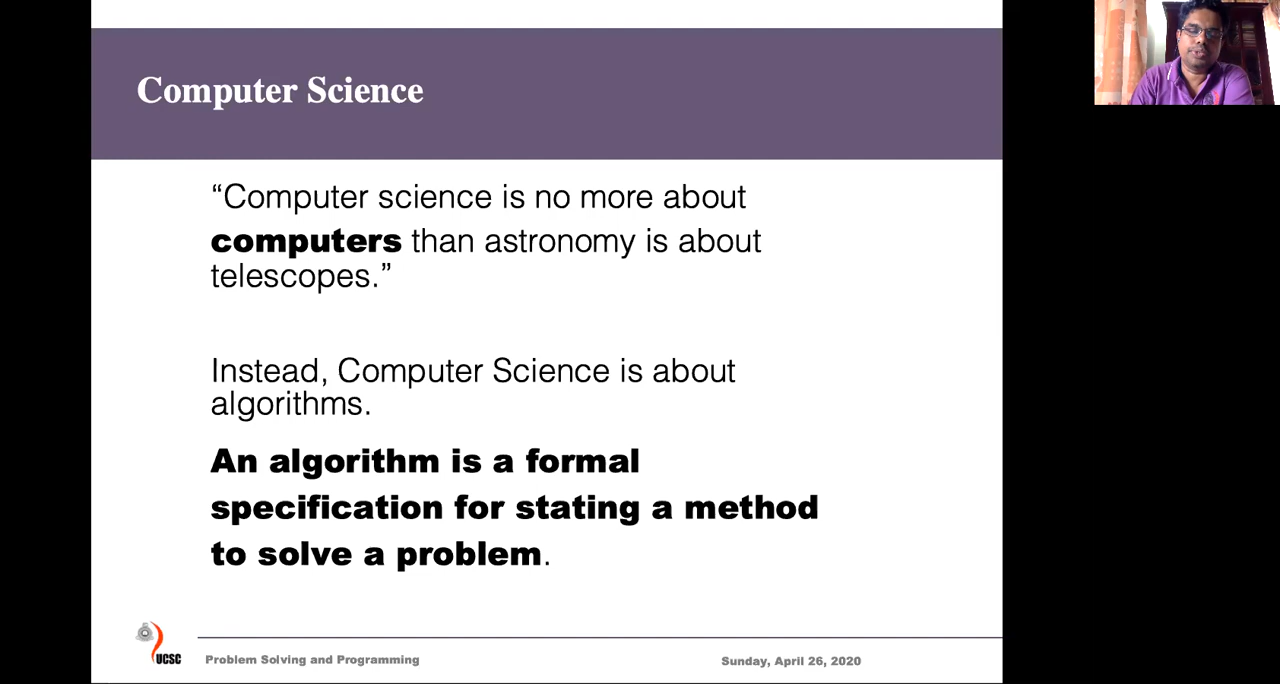 Computer Science
“Computer science is no more about
computers than astronomy is about
telescopes.”
Instead, Computer Science is about
algorithms.
An algorithm is a formal
specification for stating a method
to solve a problem.
UCSC
Problem Solving and Programming
Sunday, April 26, 2020